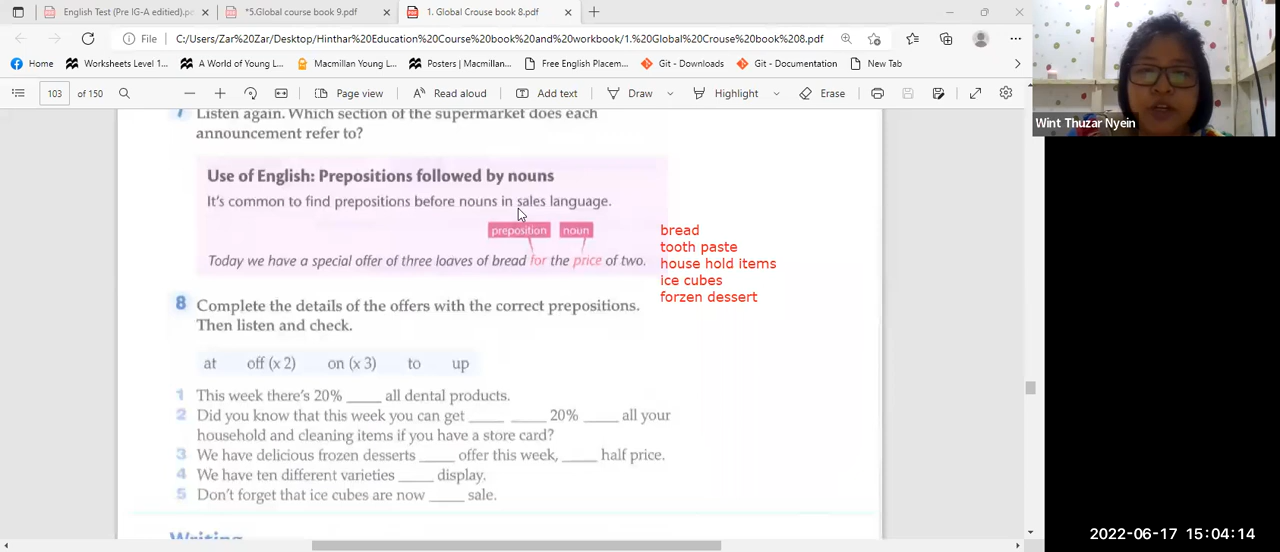 English Test (Pre IG-A editied).pd
*5.Global course book 9.pdf
1. Global Crouse book 8.pdf
File
C:/Users/Zar%20Zar/Desktop/Hinthar%20Education%20Course%20book%20and%20workbook/1.%20Global%20Crouse%20book%208.pdf
Home
Worksheets Level 1...
A World of Young L...
Macmillan Young L...
Posters | Macmillan...
Free English Placem...
Git - Downloads
Git - Documentation
New Tab
103 of 150
Page view
Read aloud
Add text
Draw
Highlight
Erase
Wint Thuzar Nyein
7 Listen again. Which section of the supermarket does each
announcement refer to?
Use of English: Prepositions followed by nouns
It's common to find prepositions before nouns in sales language.
preposition noun
Today we have a special offer of three loaves of bread for the price of two.
bread
tooth paste
house hold items
ice cubes
forzen dessert
8 Complete the details of the offers with the correct prepositions.
Then listen and check.
at off (x 2) on (x 3) to up
1 This week there's 20% ____ all dental products.
2 Did you know that this week you can get ____ ____ 20% ____ all your
household and cleaning items if you have a store card?
3 We have delicious frozen desserts ____ offer this week, ____ half price.
4 We have ten different varieties ____ display.
5 Don't forget that ice cubes are now ____ sale.
Writing
2022-06-17 15:04:14